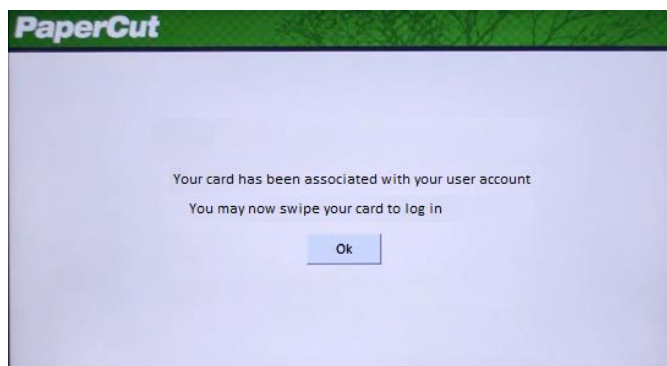 PaperCut
Your card has been associated with your user account
You may now swipe your card to log in
Ok